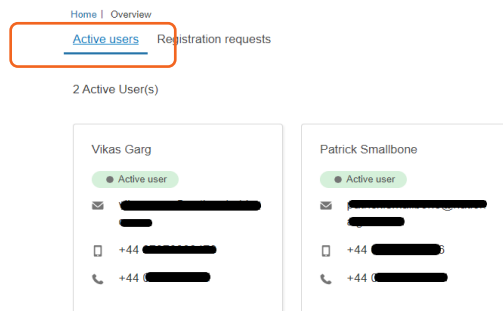 Home | Overview
Active users Registration requests
2 Active User(s)
Vikas Garg
Active user
+44
+44
Patrick Smallbone
Active user
+44
+44